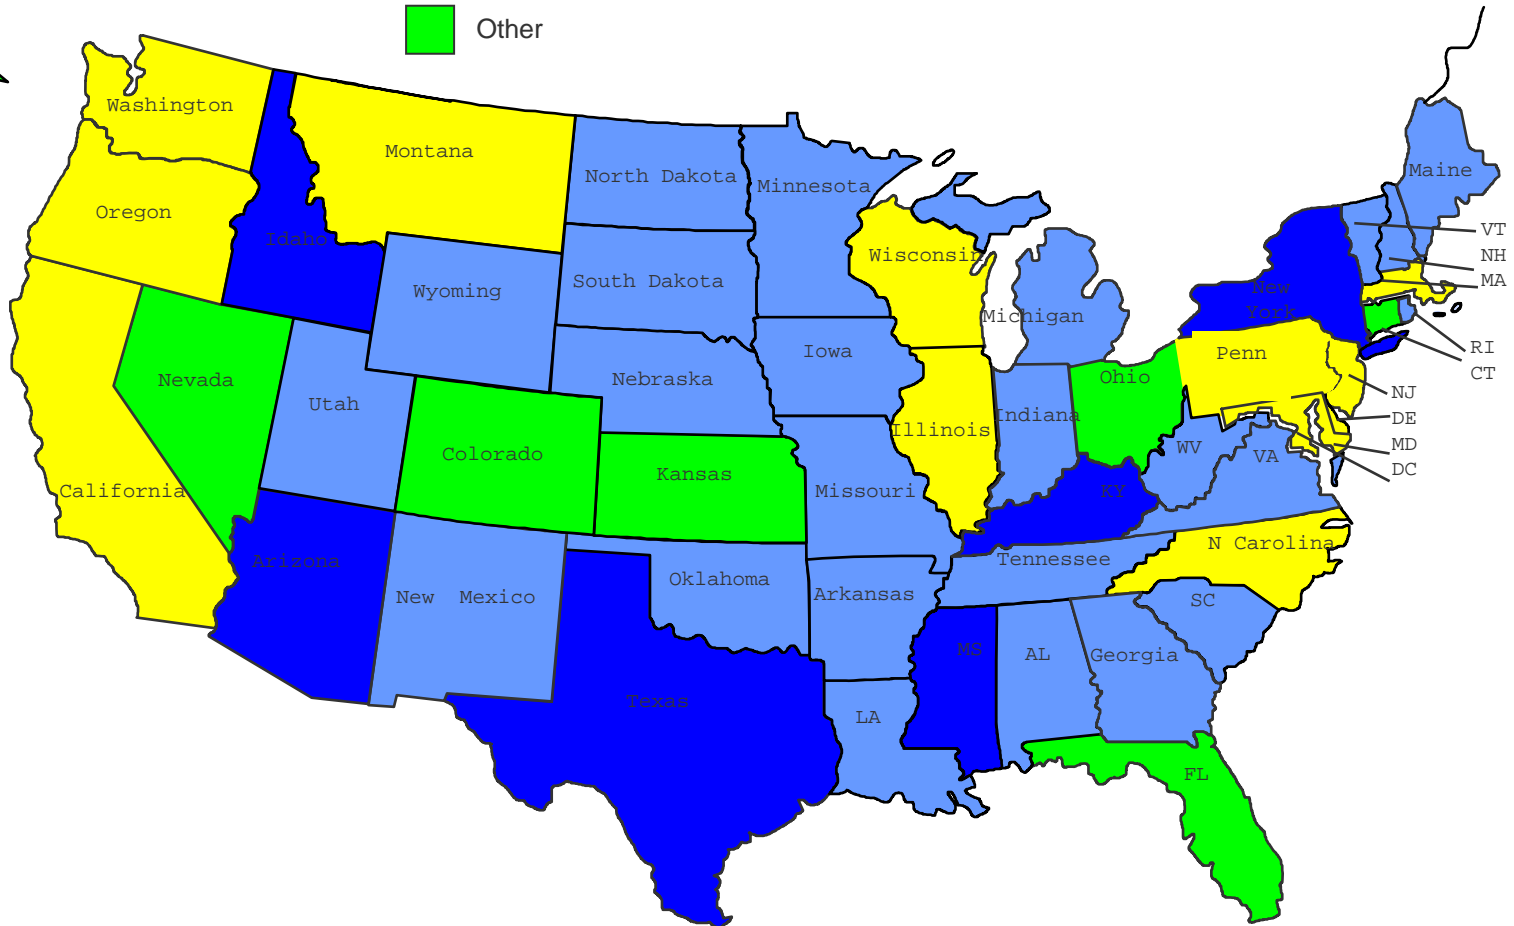 Other
Washington
Montana
Maine
North Dakota
Minnesota
Oregon
VT
Idaho
Wisconsin
NH
South Dakota
MA
Wyoming
New
York
Michigan
RI
Iowa
Penn
CT
Nevada
Nebraska
Ohio
NJ
Utah
Indiana
DE
Illinois
MD
Colorado
WV
VA
DC
Kansas
California
Missouri
KY
N Carolina
Arizona
Tennessee
Oklahoma
New Mexico
Arkansas
SC
MS
AL
Georgia
Texas
LA
FL